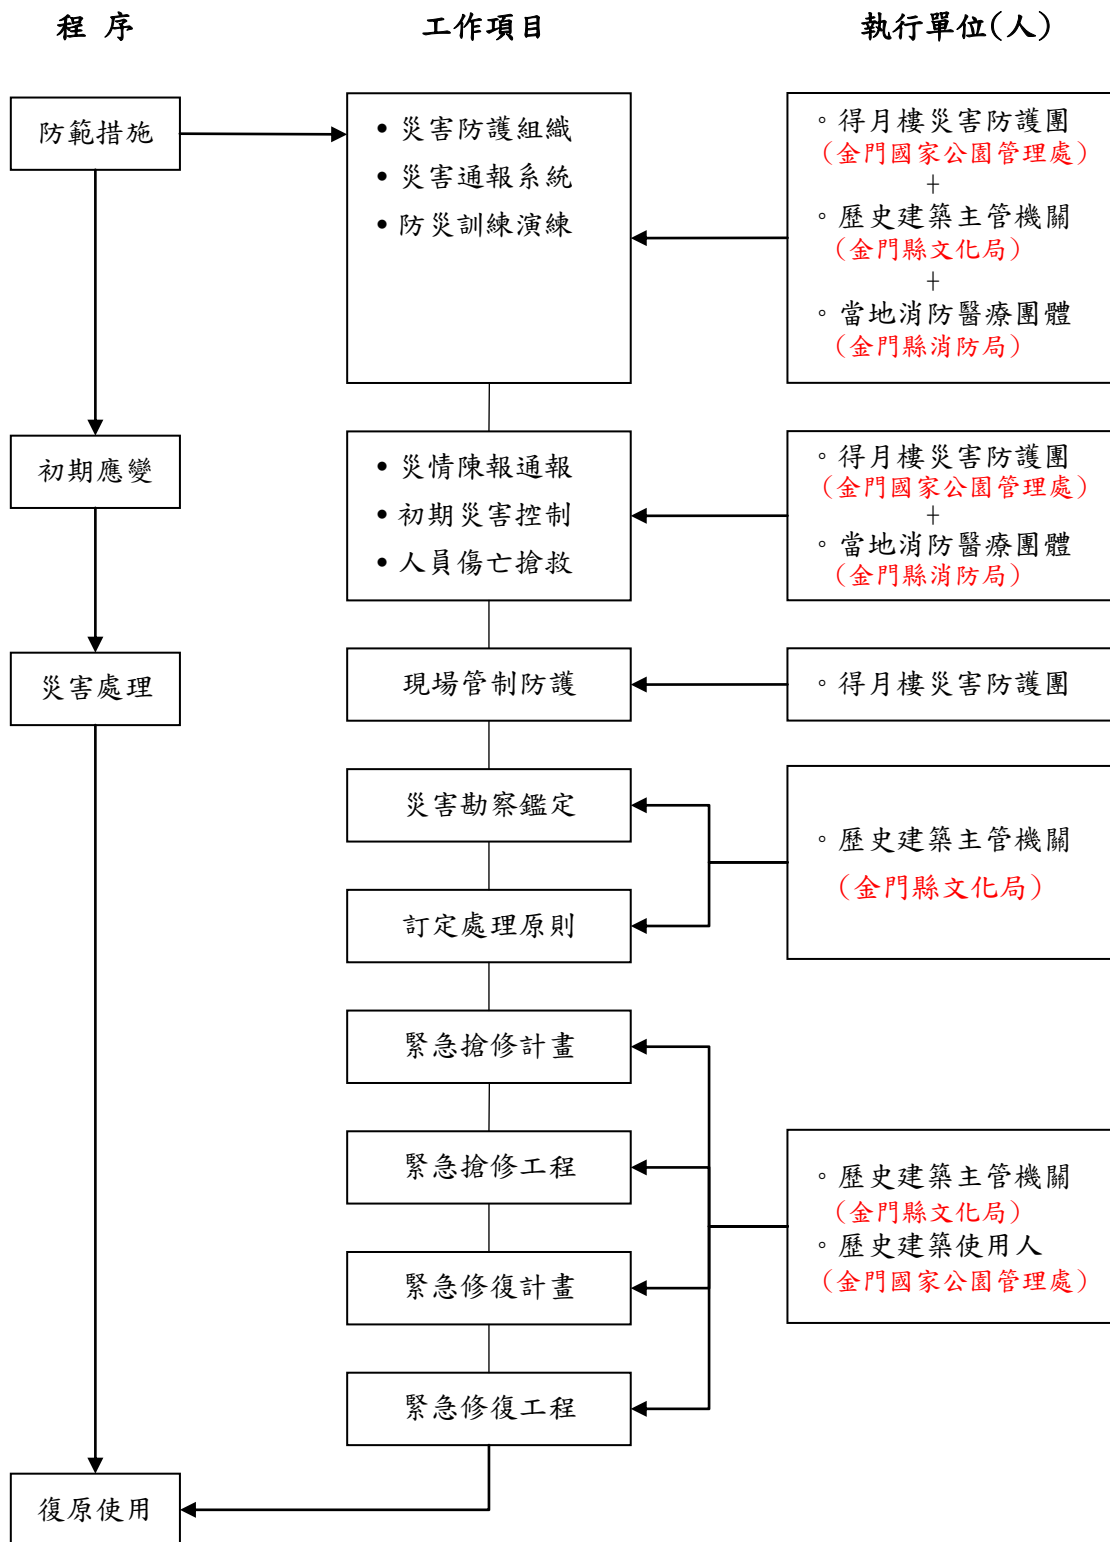 程 序
工作項目
執行單位(人)
防範措施
• 災害防護組織
• 災害通報系統
• 防災訓練演練
。得月樓災害防護團
(金門國家公園管理處)
+
。歷史建築主管機關
(金門縣文化局)
+
。當地消防醫療團體
(金門縣消防局)
初期應變
• 災情陳報通報
• 初期災害控制
• 人員傷亡搶救
。得月樓災害防護團
(金門國家公園管理處)
+
。當地消防醫療團體
(金門縣消防局)
災害處理
現場管制防護
。得月樓災害防護團
災害勘察鑑定
訂定處理原則
。歷史建築主管機關
(金門縣文化局)
緊急搶修計畫
緊急搶修工程
緊急修復計畫
緊急修復工程
。歷史建築主管機關
(金門縣文化局)
。歷史建築使用人
(金門國家公園管理處)
復原使用